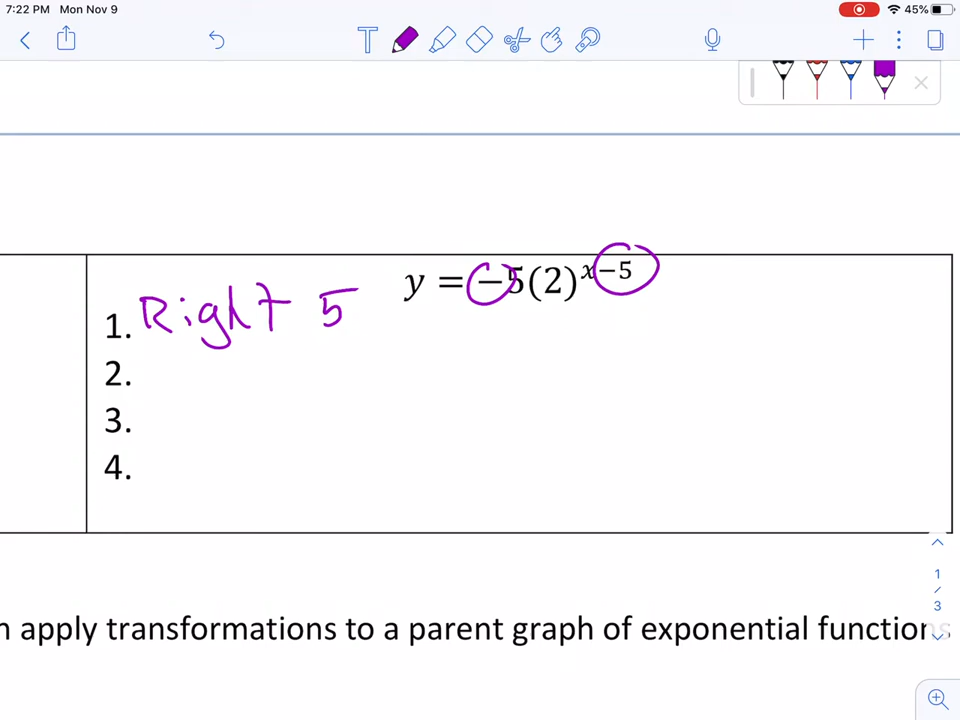 7:22 PM Mon Nov 9
45%
T
y = −5(2)^{x−5}
1. Right 5
2.
3.
4.
1
/
3
n apply transformations to a parent graph of exponential functions